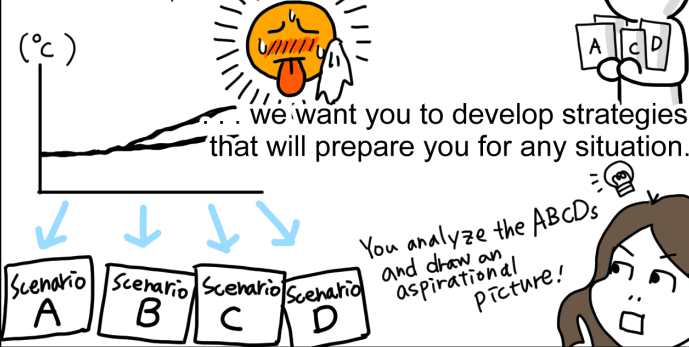 (°C)
A C D
. . . we want you to develop strategies
that will prepare you for any situation.
You analyze the ABCDs
and draw an
aspirational
picture!
Scenario
A
Scenario
B
Scenario
C
Scenario
D